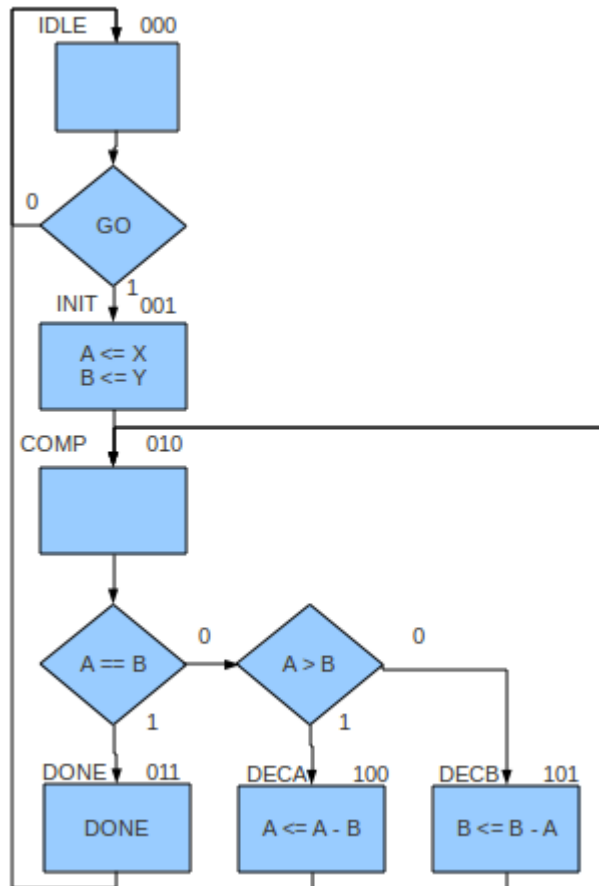 IDLE 000
0
GO
1
INIT 001
A <= X
B <= Y
COMP 010
A == B
0
A > B
0
1
1
DONE 011
DECA 100
DECB 101
DONE
A <= A - B
B <= B - A